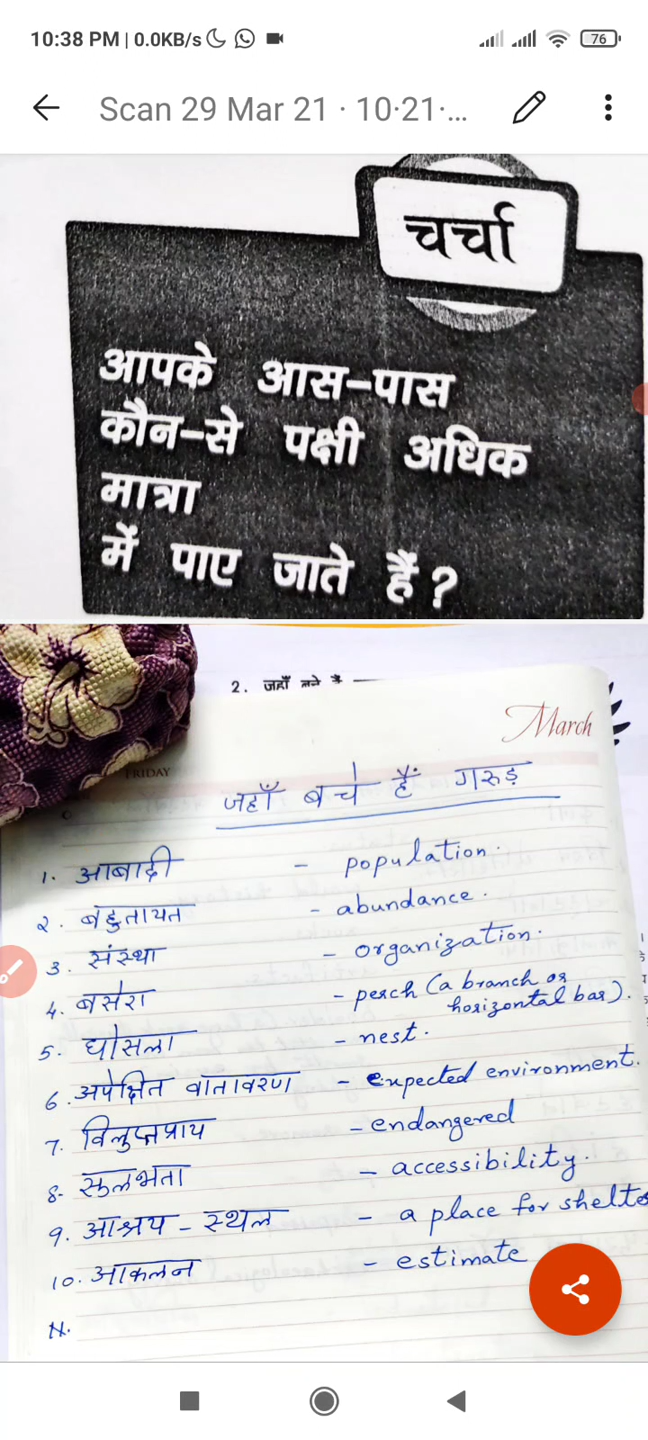 10:38 PM | 0.0KB/s
76
Scan 29 Mar 21 · 10·21·...
चर्चा
आपके आस-पास
कौन-से पक्षी अधिक
मात्रा
में पाए जाते हैं?
2. जहाँ
March
FRIDAY
जहाँ बचे हैं गरुड़
1. आबादी - population.
2. बहुतायत - abundance.
3. संस्था - organization.
4. बसेरा - perch (a branch or
horizontal bar).
5. घोसला - nest.
6. अपेक्षित वातावरण - expected environment.
7. विलुप्तप्राय - endangered
8- सुलभता - accessibility.
9. आश्रय - स्थल - a place for shelte
10. आकलन - estimate
11.